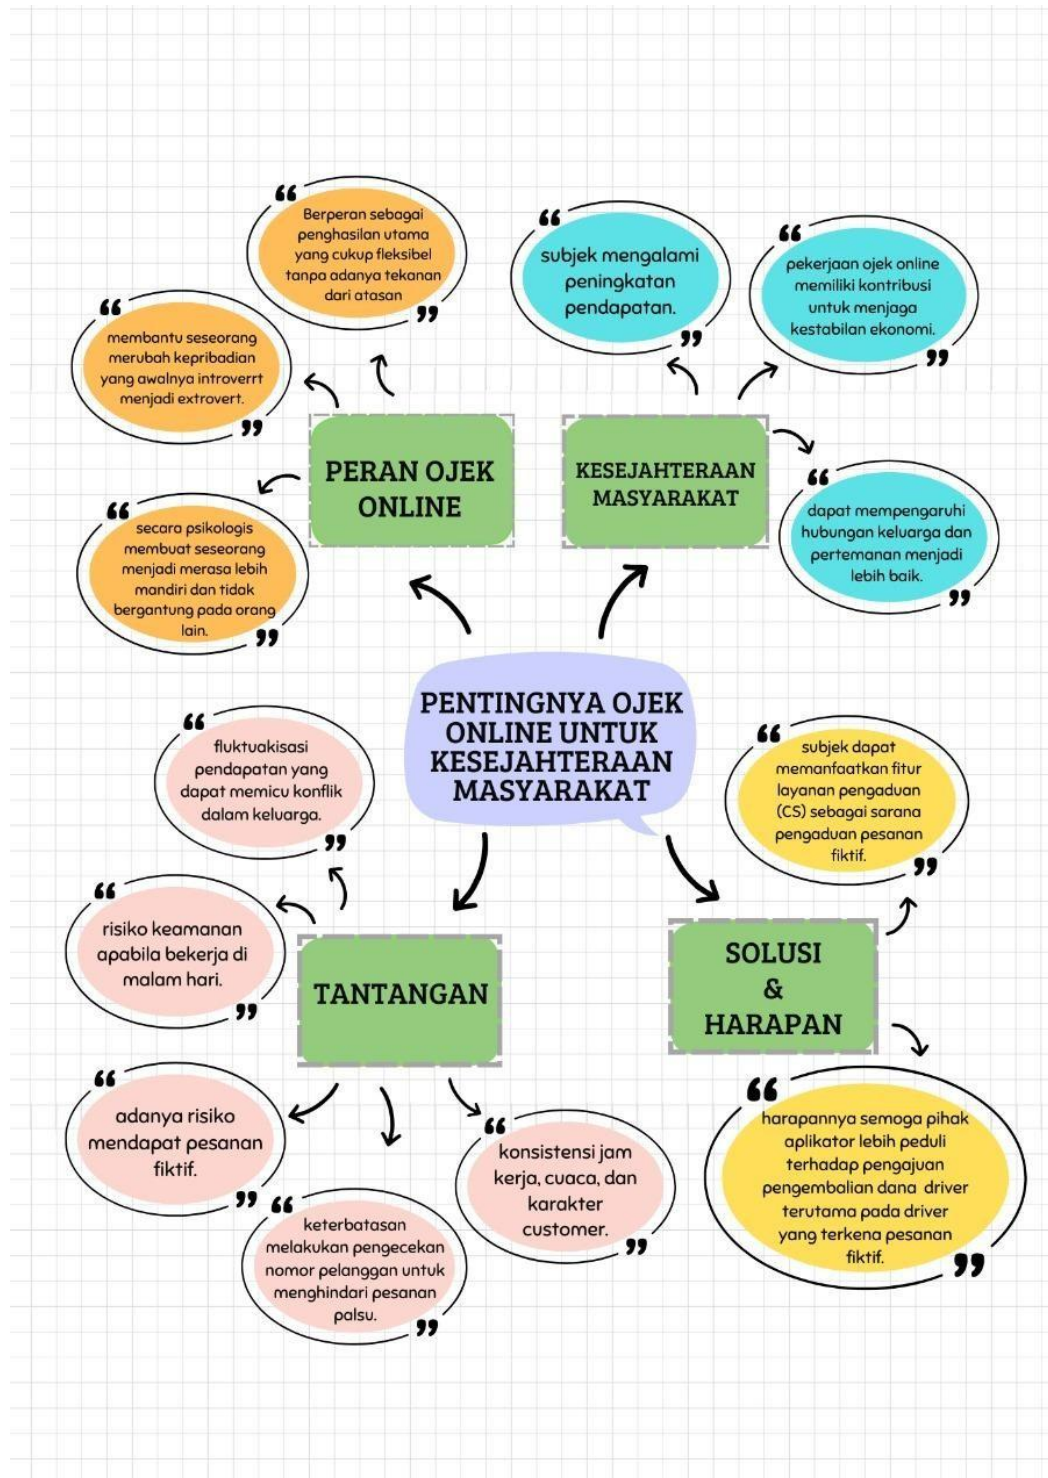 Berperan sebagai
penghasilan utama
yang cukup fleksibel
tanpa adanya tekanan
dari atasan
membantu seseorang
merubah kepribadian
yang awalnya introverrt
menjadi extrovert.
secara psikologis
membuat seseorang
menjadi merasa lebih
mandiri dan tidak
bergantung pada orang
lain.
PERAN OJEK
ONLINE
subjek mengalami
peningkatan
pendapatan.
pekerjaan ojek online
memiliki kontribusi
untuk menjaga
kestabilan ekonomi.
dapat mempengaruhi
hubungan keluarga dan
pertemanan menjadi
lebih baik.
KESEJAHTERAAN
MASYARAKAT
PENTINGNYA OJEK
ONLINE UNTUK
KESEJAHTERAAN
MASYARAKAT
fluktuakisasi
pendapatan yang
dapat memicu konflik
dalam keluarga.
risiko keamanan
apabila bekerja di
malam hari.
TANTANGAN
adanya risiko
mendapat pesanan
fiktif.
keterbatasan
melakukan pengecekan
nomor pelanggan untuk
menghindari pesanan
palsu.
konsistensi jam
kerja, cuaca, dan
karakter
customer.
subjek dapat
memanfaatkan fitur
layanan pengaduan
(CS) sebagai sarana
pengaduan pesanan
fiktif.
SOLUSI
&
HARAPAN
harapannya semoga pihak
aplikator lebih peduli
terhadap pengajuan
pengembalian dana driver
terutama pada driver
yang terkena pesanan
fiktif.